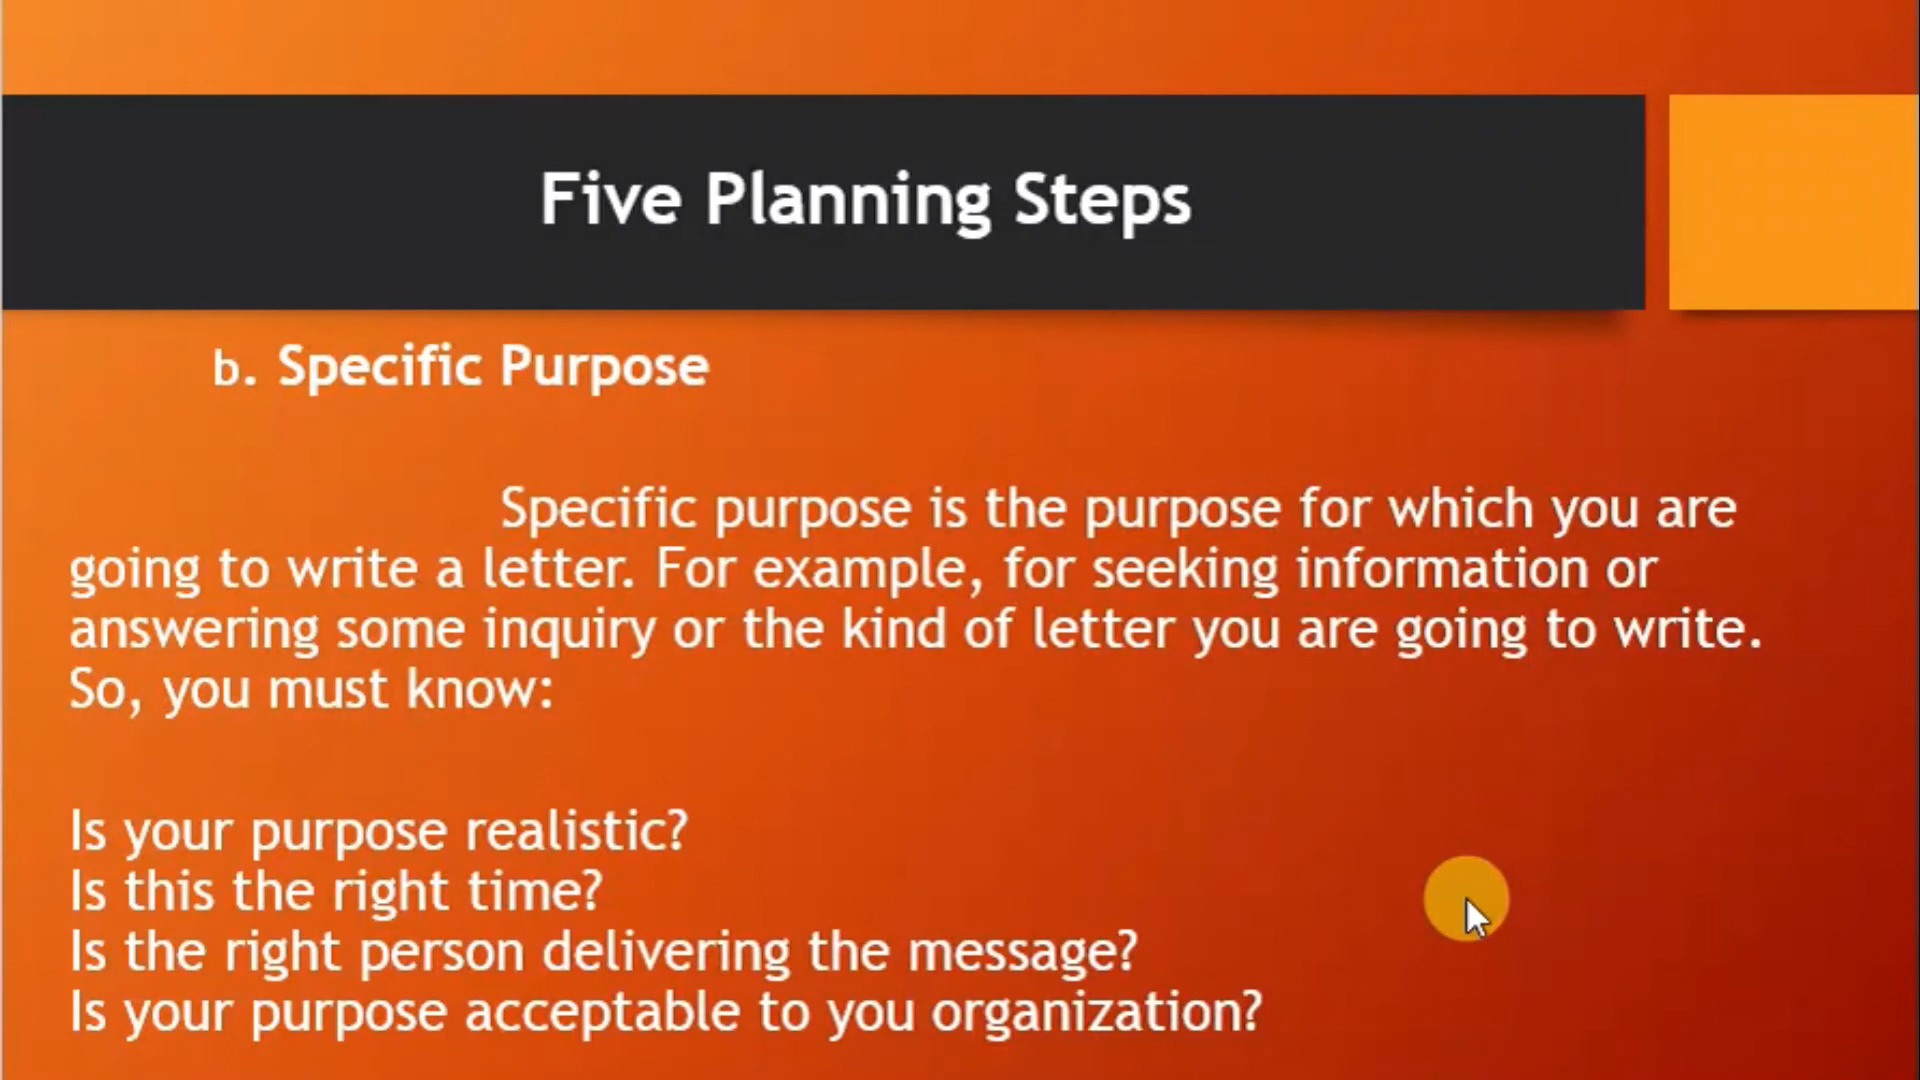 Five Planning Steps
b. Specific Purpose
Specific purpose is the purpose for which you are
going to write a letter. For example, for seeking information or
answering some inquiry or the kind of letter you are going to write.
So, you must know:
Is your purpose realistic?
Is this the right time?
Is the right person delivering the message?
Is your purpose acceptable to you organization?